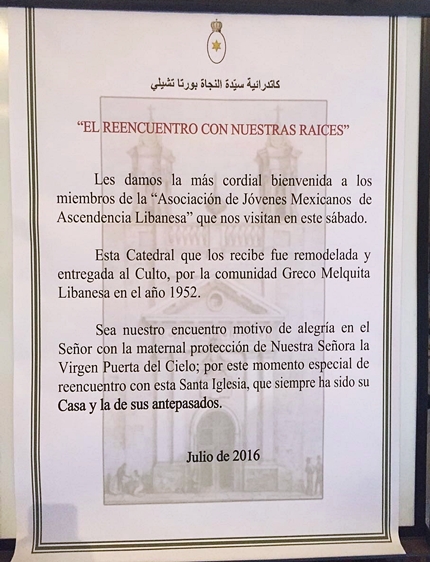 كاتدرائية سيّدة النجاة بورتا تشيلي
“EL REENCUENTRO CON NUESTRAS RAICES”
Les damos la más cordial bienvenida a los
miembros de la “Asociación de Jóvenes Mexicanos de
Ascendencia Libanesa” que nos visitan en este sábado.
Esta Catedral que los recibe fue remodelada y
entregada al Culto, por la comunidad Greco Melquita
Libanesa en el año 1952.
Sea nuestro encuentro motivo de alegría en el
Señor con la maternal protección de Nuestra Señora la
Virgen Puerta del Cielo; por este momento especial de
reencuentro con esta Santa Iglesia, que siempre ha sido su
Casa y la de sus antepasados.
Julio de 2016